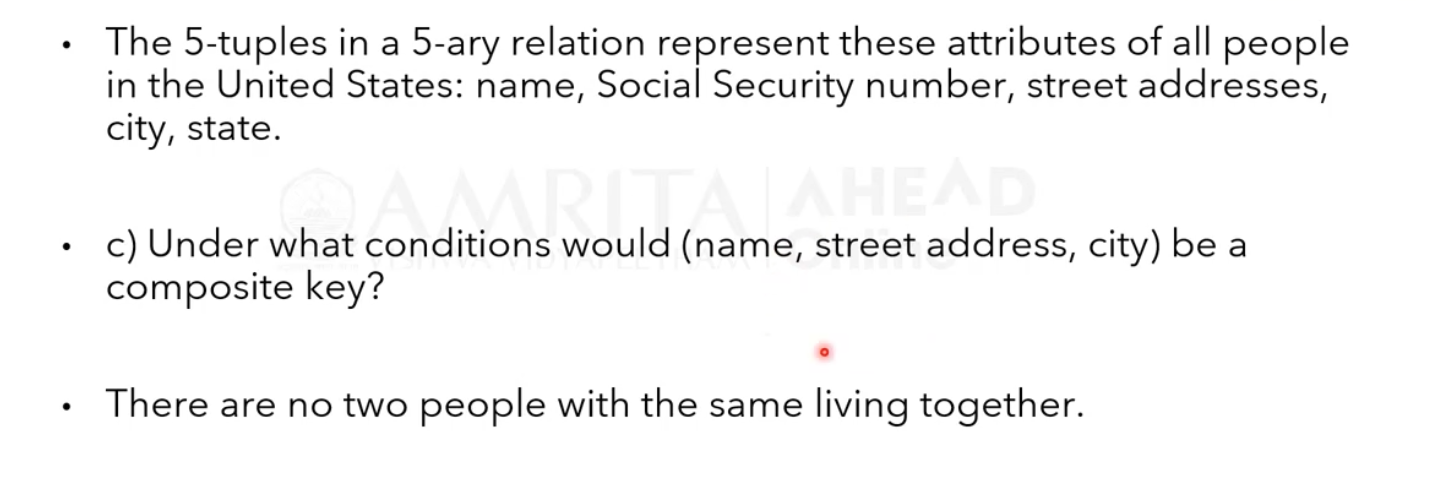 • The 5-tuples in a 5-ary relation represent these attributes of all people
in the United States: name, Social Security number, street addresses,
city, state.
AMRITA | AHEAD
Online
• c) Under what conditions would (name, street address, city) be a
composite key?
• There are no two people with the same living together.